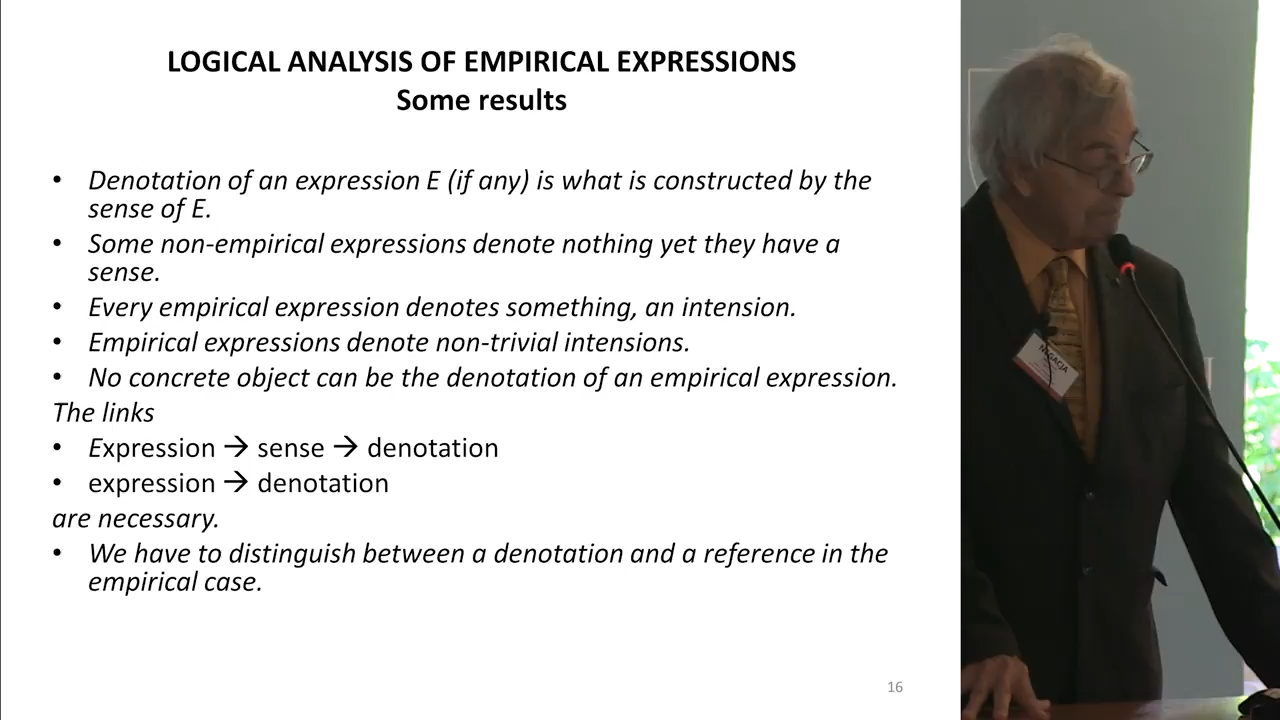 LOGICAL ANALYSIS OF EMPIRICAL EXPRESSIONS
Some results
• Denotation of an expression E (if any) is what is constructed by the
sense of E.
• Some non-empirical expressions denote nothing yet they have a
sense.
• Every empirical expression denotes something, an intension.
• Empirical expressions denote non-trivial intensions.
• No concrete object can be the denotation of an empirical expression.
The links
• Expression → sense → denotation
• expression → denotation
are necessary.
• We have to distinguish between a denotation and a reference in the
empirical case.
16
NEGACJA